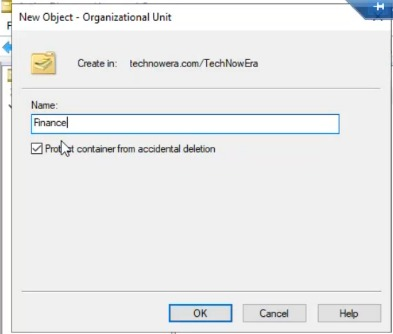 New Object - Organizational Unit
Create in: technowera.com/TechNowEra
Name:
Finance
Protect container from accidental deletion
OK Cancel Help